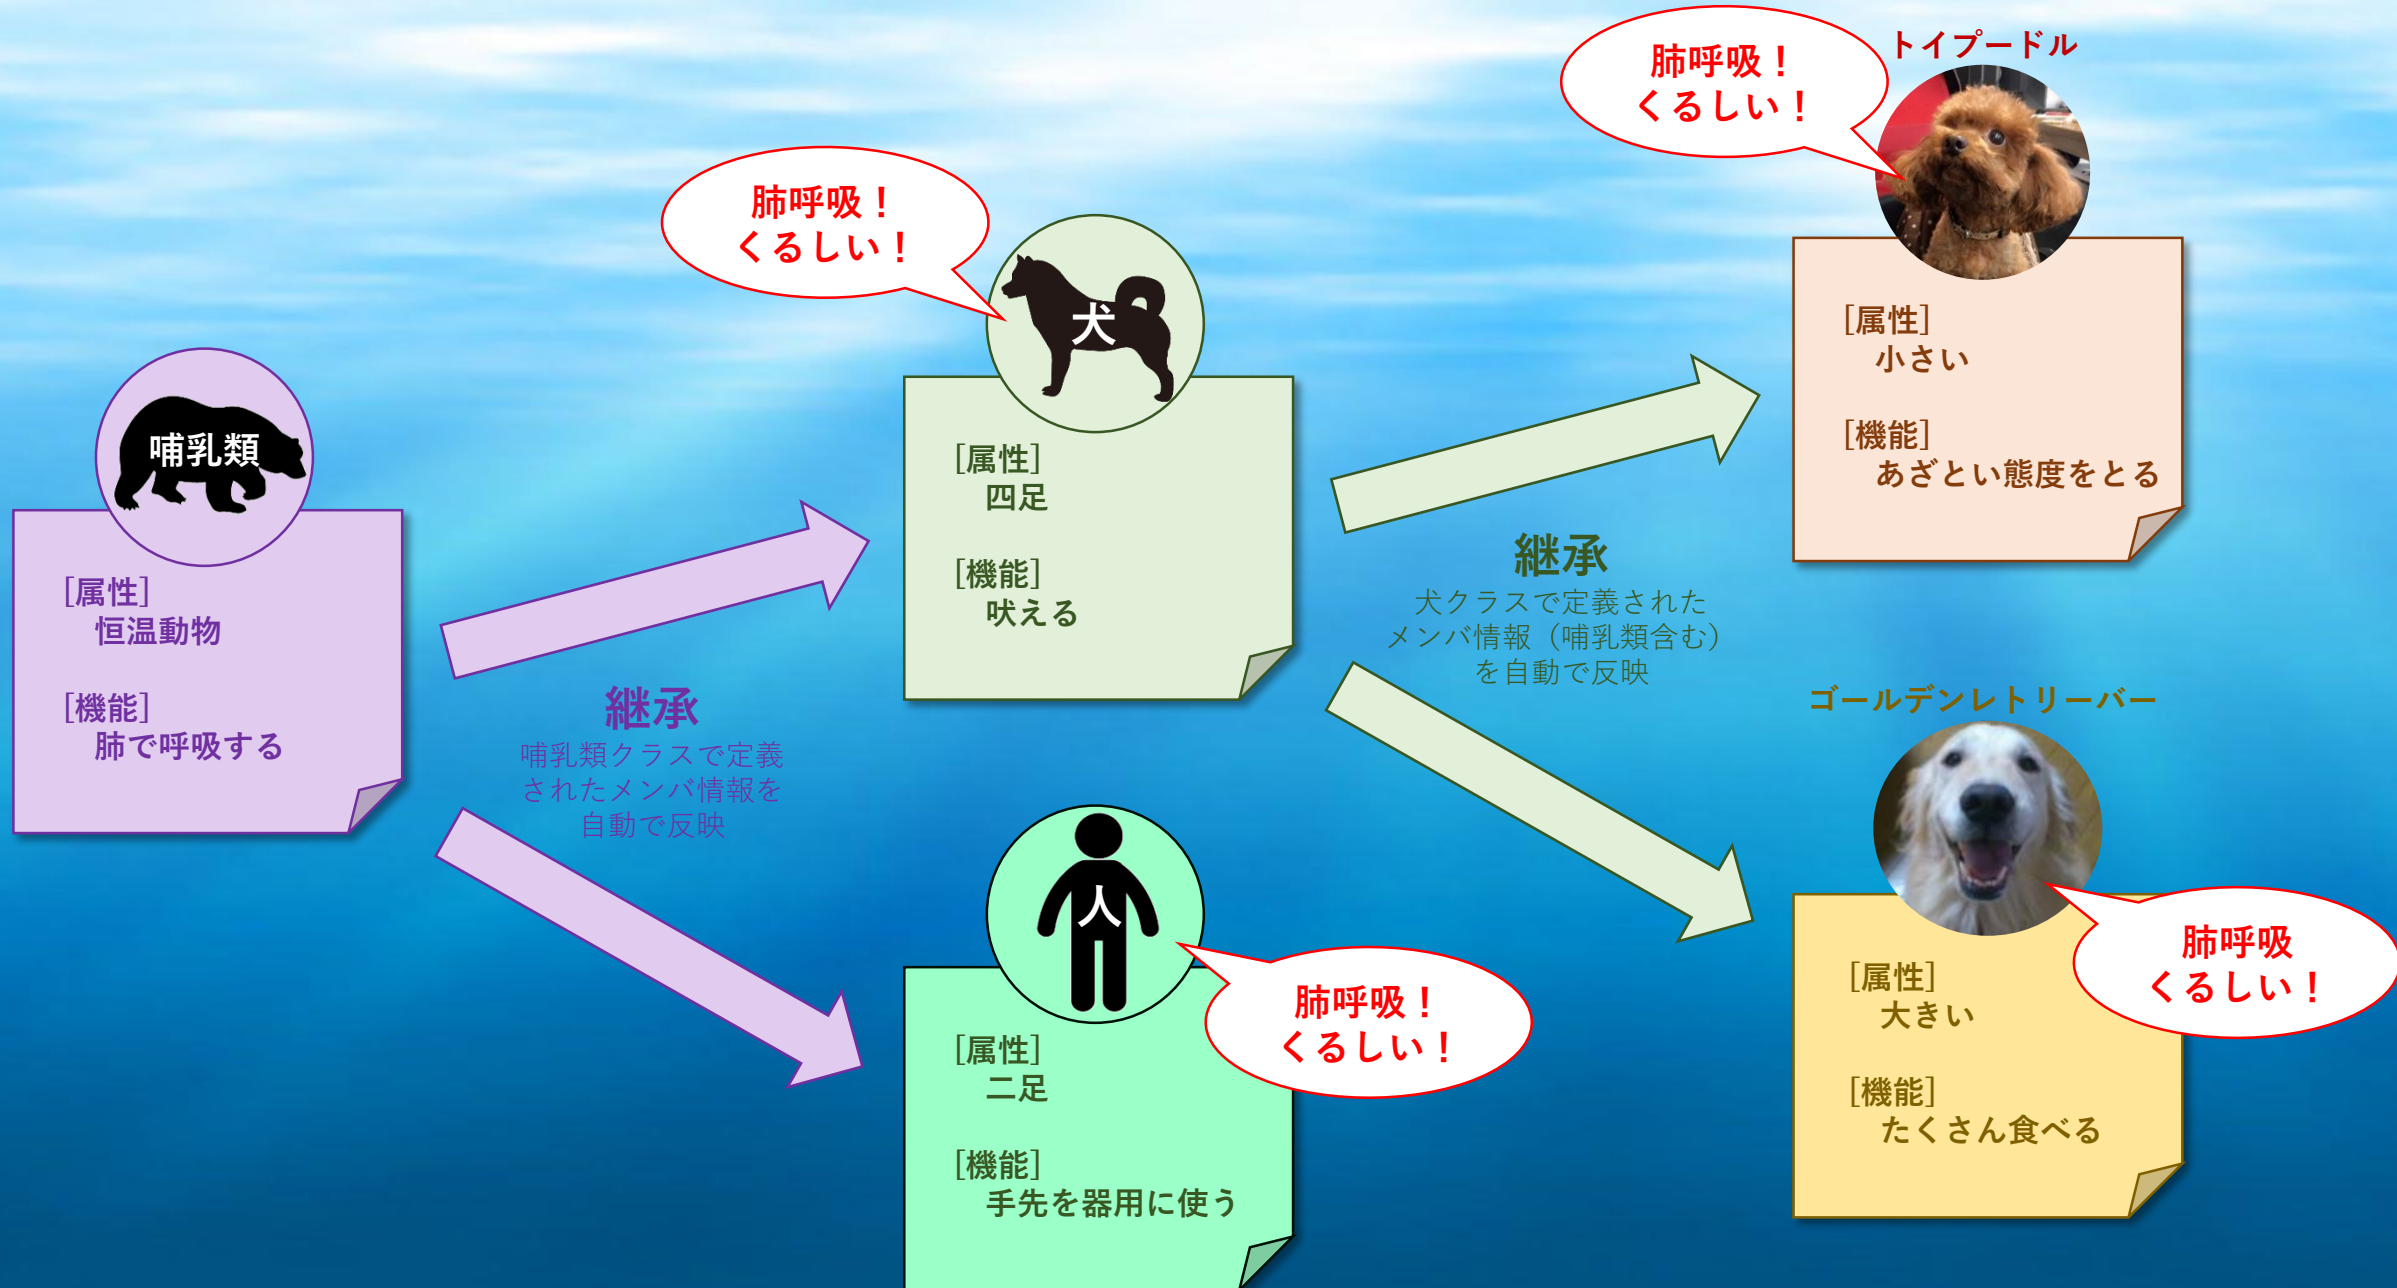 哺乳類
[属性]
恒温動物
[機能]
肺で呼吸する
継承
哺乳類クラスで定義
されたメンバ情報を
自動で反映
肺呼吸！
くるしい！
犬
[属性]
四足
[機能]
吠える
人
肺呼吸！
くるしい！
[属性]
二足
[機能]
手先を器用に使う
継承
犬クラスで定義された
メンバ情報（哺乳類含む）
を自動で反映
肺呼吸！
くるしい！
トイプードル
[属性]
小さい
[機能]
あざとい態度をとる
ゴールデンレトリーバー
肺呼吸
くるしい！
[属性]
大きい
[機能]
たくさん食べる